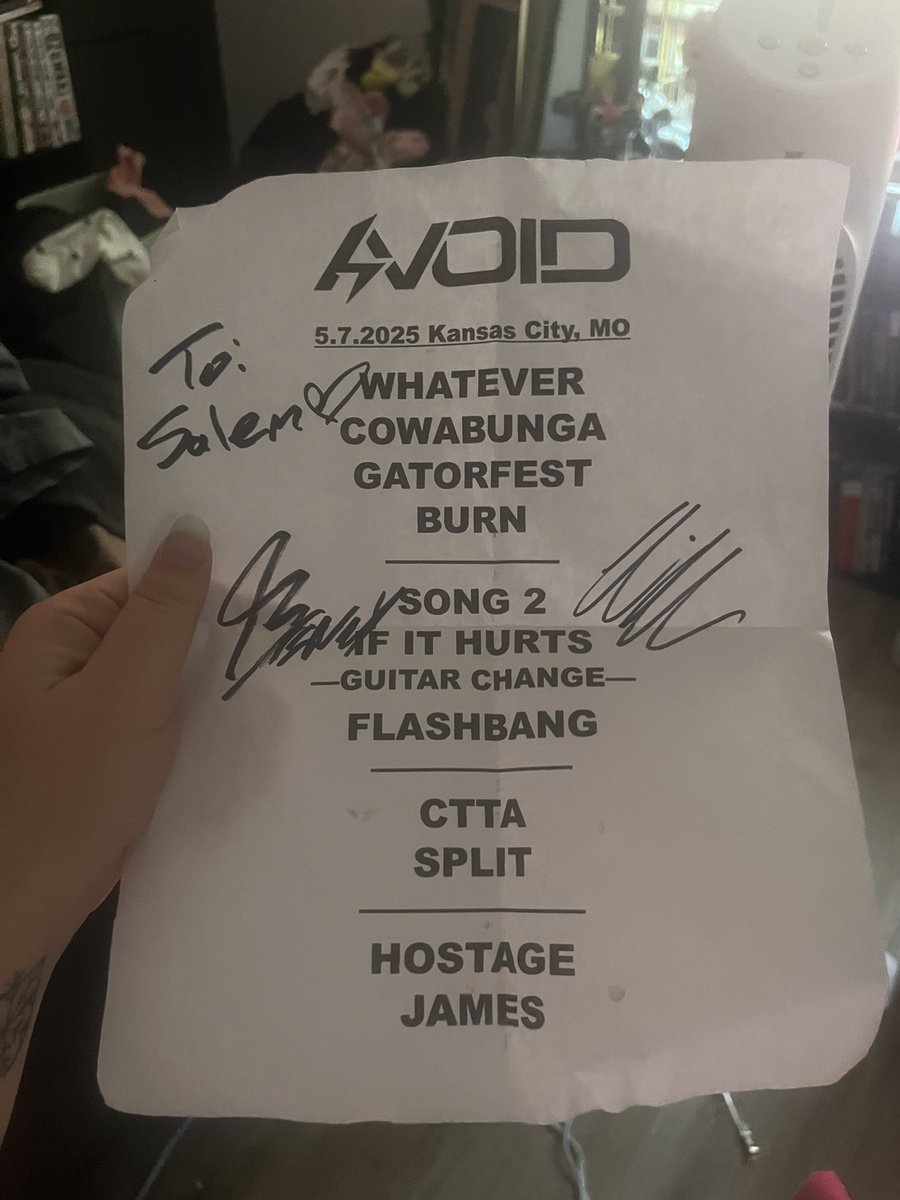 AVOID
5.7.2025 Kansas City, MO
To:
Salem
WHATEVER
COWABUNGA
GATORFEST
BURN
SONG 2
IF IT HURTS
—GUITAR CHANGE—
FLASHBANG
CTTA
SPLIT
HOSTAGE
JAMES